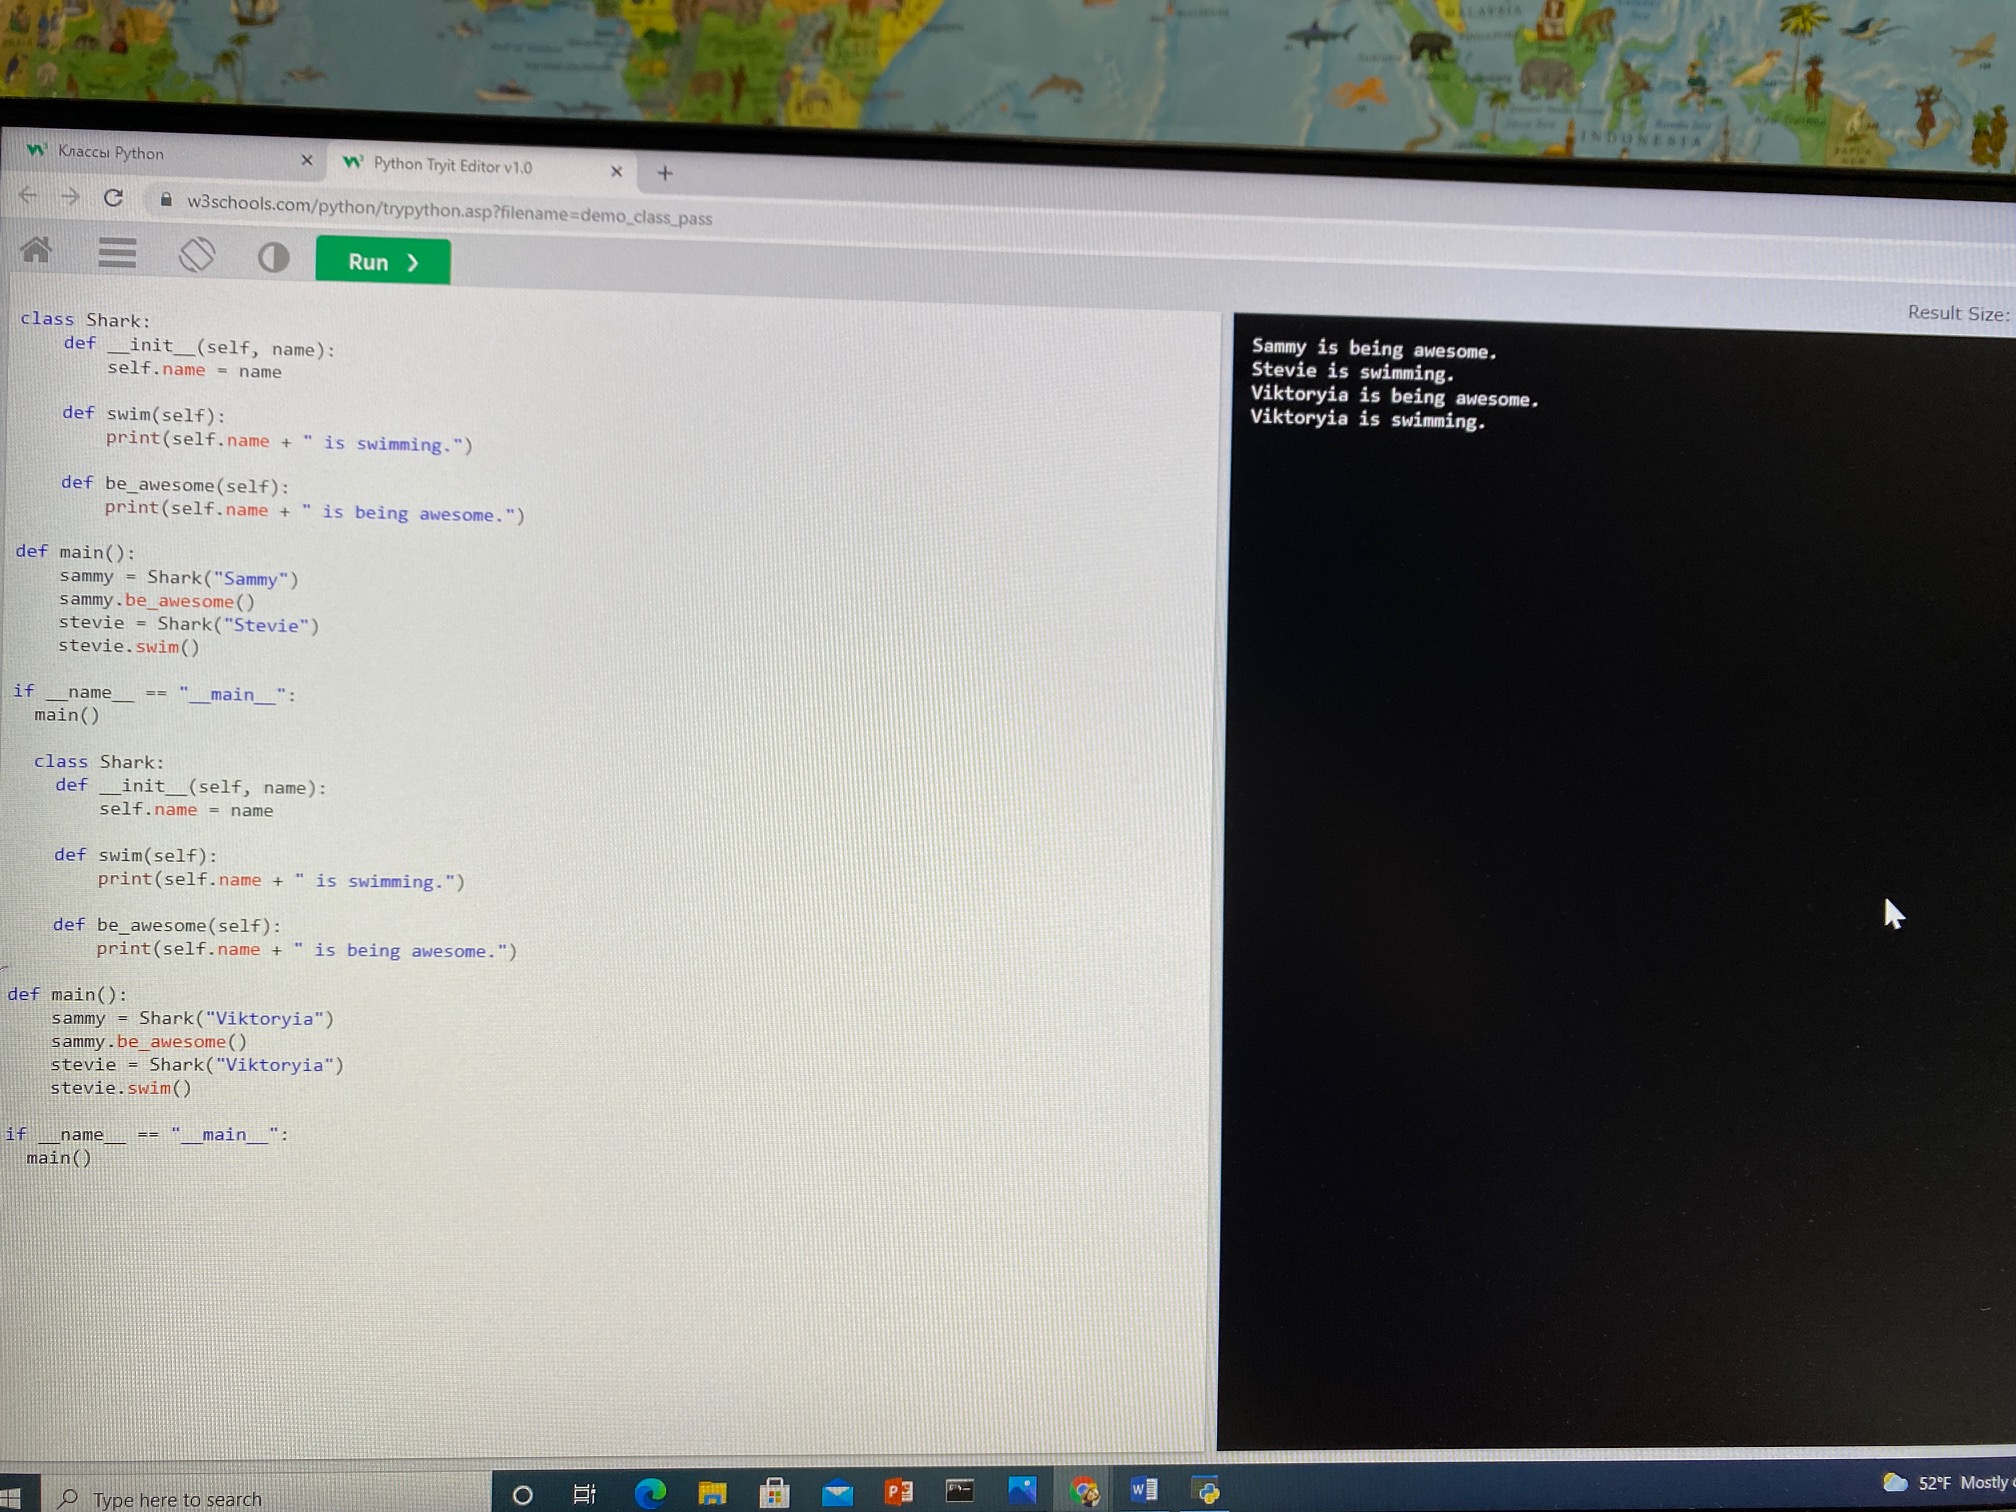 MALAYSIA
INDONESIA
Классы Python
Python Tryit Editor v1.0
w3schools.com/python/trypython.asp?filename=demo_class_pass
Run ❯
Result Size:
class Shark:
    def __init__(self, name):
        self.name = name

    def swim(self):
        print(self.name + " is swimming.")

    def be_awesome(self):
        print(self.name + " is being awesome.")

def main():
    sammy = Shark("Sammy")
    sammy.be_awesome()
    stevie = Shark("Stevie")
    stevie.swim()

if __name__ == "__main__":
  main()

  class Shark:
    def __init__(self, name):
        self.name = name

    def swim(self):
        print(self.name + " is swimming.")

    def be_awesome(self):
        print(self.name + " is being awesome.")

def main():
    sammy = Shark("Viktoryia")
    sammy.be_awesome()
    stevie = Shark("Viktoryia")
    stevie.swim()

if __name__ == "__main__":
  main()
Sammy is being awesome.
Stevie is swimming.
Viktoryia is being awesome.
Viktoryia is swimming.
Type here to search
52°F Mostly